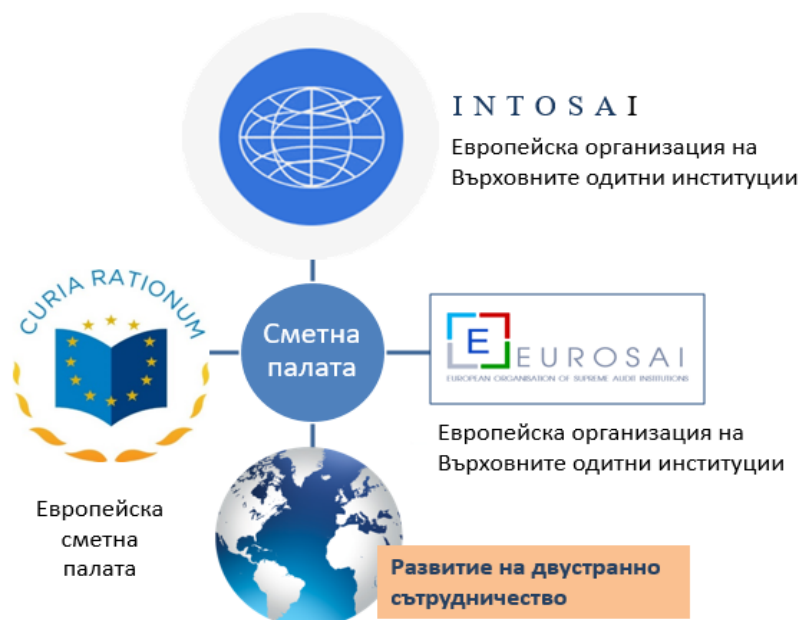 INTOSAI
Европейска организация на
Върховните одитни институции
CURIA RATIONUM
Сметна
палата
E EUROSAI
EUROPEAN ORGANISATION OF SUPREME AUDIT INSTITUTIONS
Европейска организация на
Върховните одитни институции
Европейска
сметна
палата
Развитие на двустранно
сътрудничество